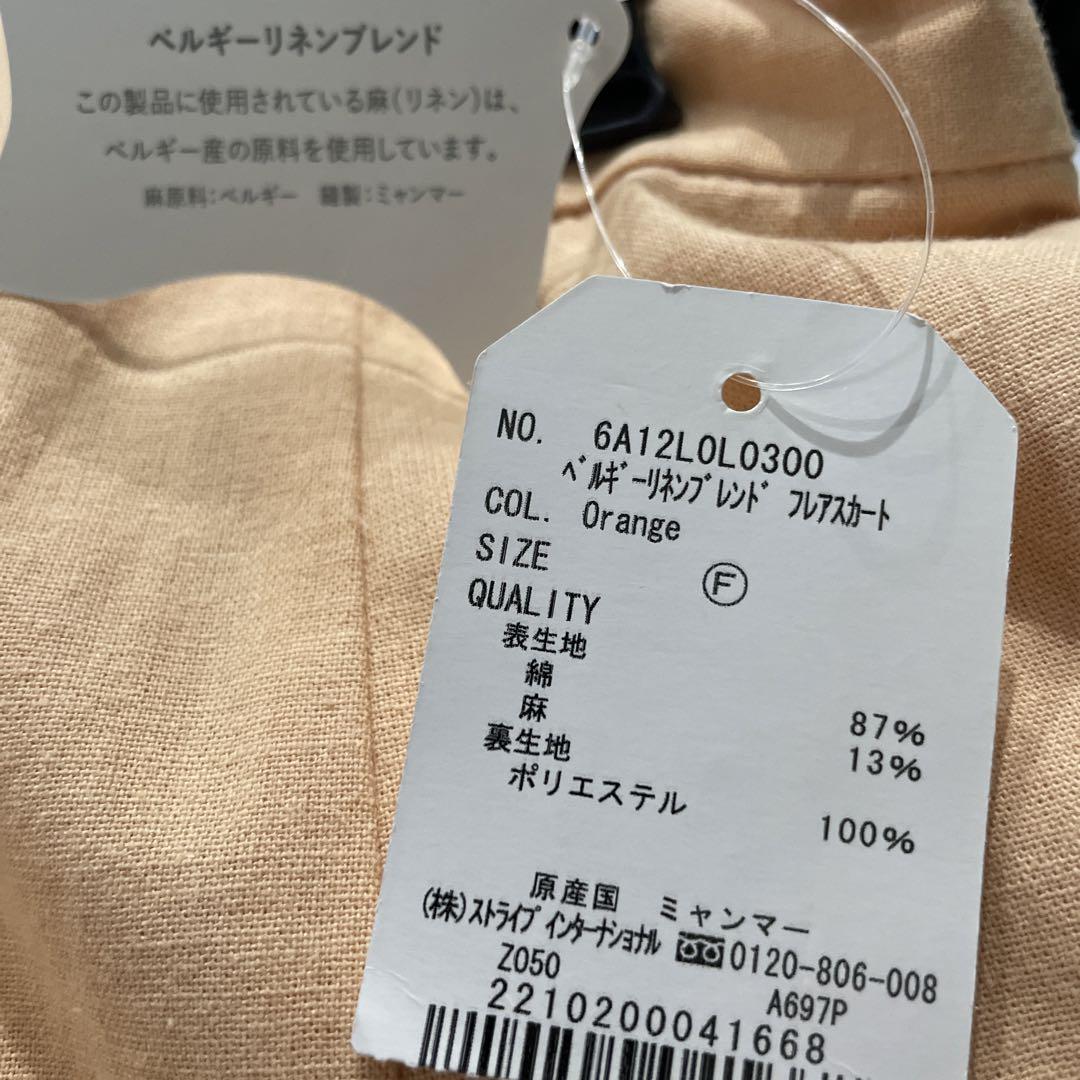 ベルギーリネンブレンド
この製品に使用されている麻(リネン)は、
ベルギー産の原料を使用しています。
麻原料:ベルギー 縫製:ミャンマー
NO. 6A12L0L0300
ﾍﾞﾙｷﾞｰﾘﾈﾝﾌﾞﾚﾝﾄﾞ ﾌﾚｱｽｶｰﾄ
COL. Orange
SIZE Ⓕ
QUALITY
表生地
綿 87%
麻 13%
裏生地
ポリエステル 100%
原産国 ミャンマー
(株)ｽﾄﾗｲﾌﾟ ｲﾝﾀｰﾅｼｮﾅﾙ 0120-806-008
Z050 A697P
2210200041668